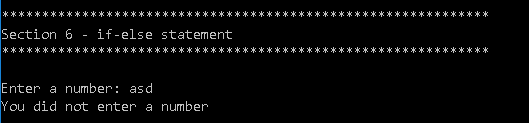 *************************************************************
Section 6 - if-else statement
*************************************************************
Enter a number: asd
You did not enter a number